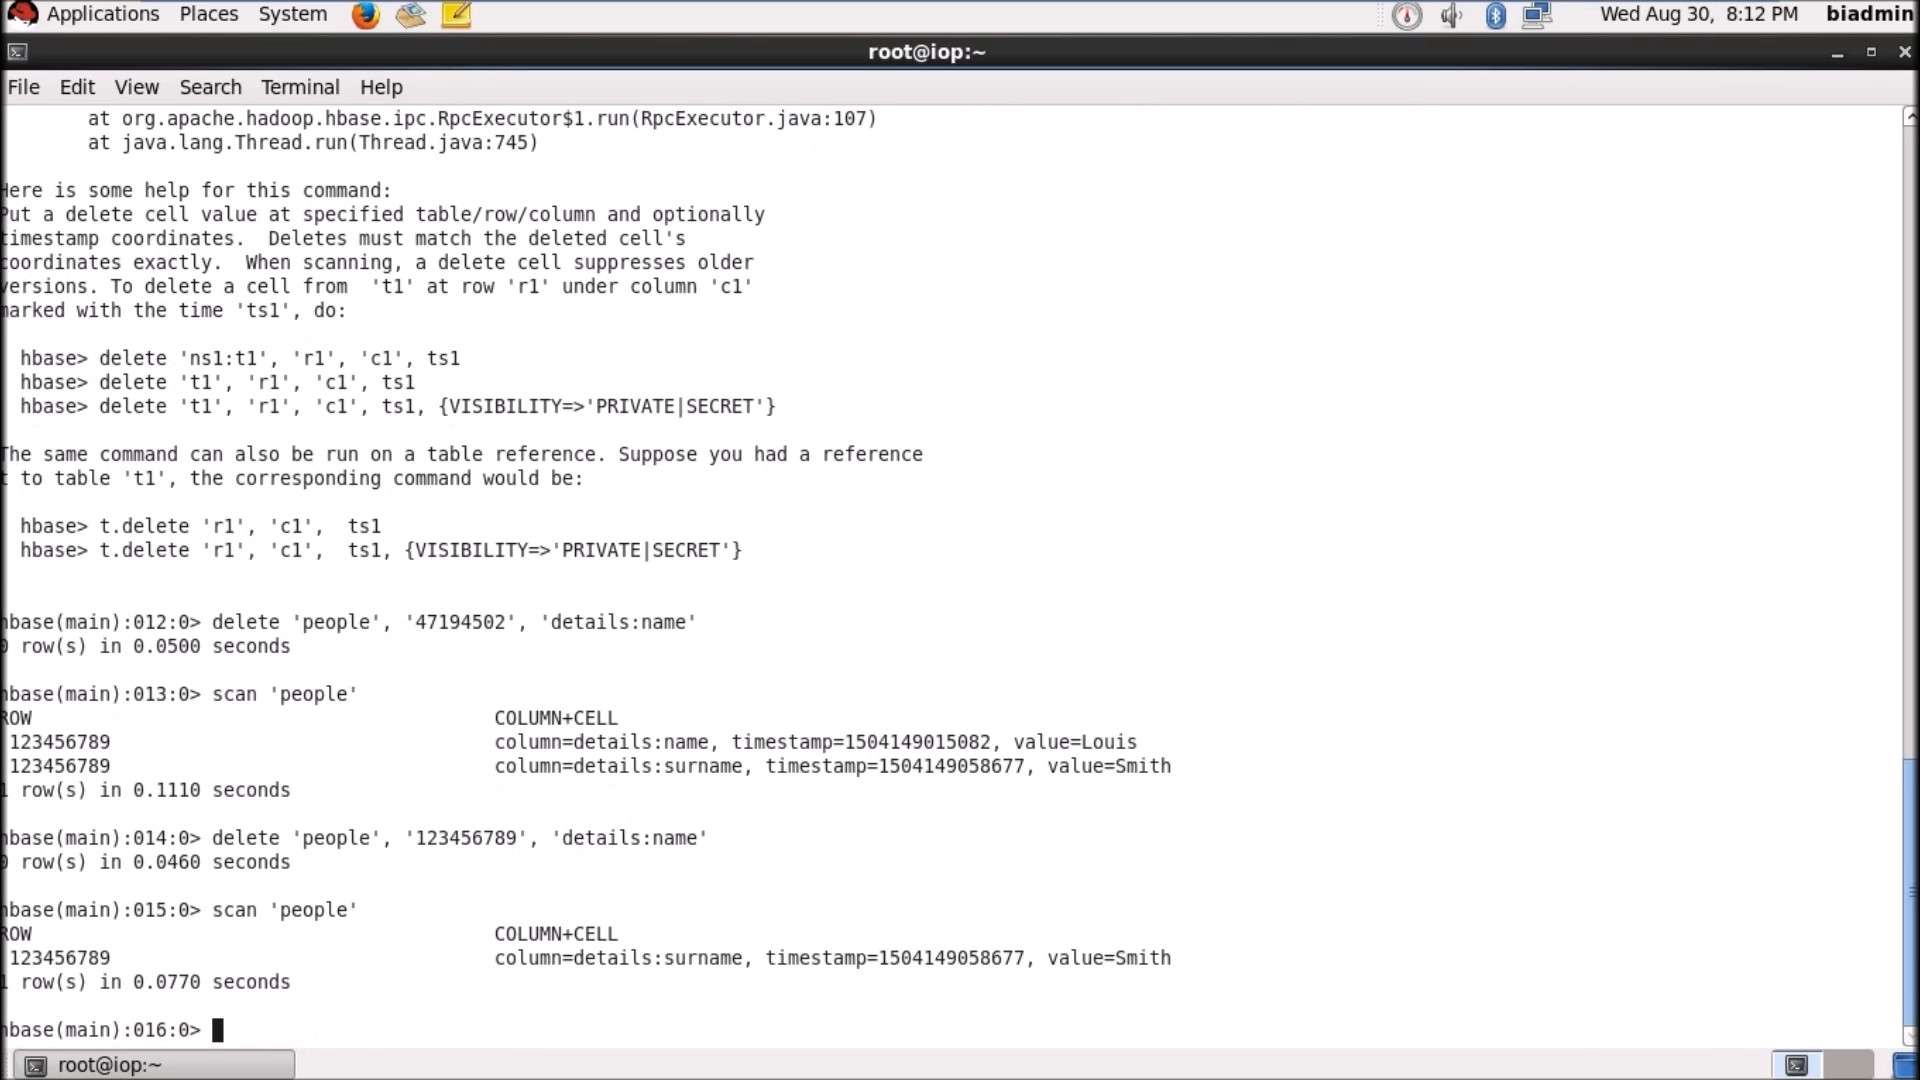 Applications Places System Wed Aug 30, 8:12 PM biadmin
root@iop:~
File Edit View Search Terminal Help
at org.apache.hadoop.hbase.ipc.RpcExecutor$1.run(RpcExecutor.java:107)
at java.lang.Thread.run(Thread.java:745)
Here is some help for this command:
Put a delete cell value at specified table/row/column and optionally
timestamp coordinates.  Deletes must match the deleted cell's
coordinates exactly.  When scanning, a delete cell suppresses older
versions. To delete a cell from  't1' at row 'r1' under column 'c1'
marked with the time 'ts1', do:
hbase> delete 'ns1:t1', 'r1', 'c1', ts1
hbase> delete 't1', 'r1', 'c1', ts1
hbase> delete 't1', 'r1', 'c1', ts1, {VISIBILITY=>'PRIVATE|SECRET'}
The same command can also be run on a table reference. Suppose you had a reference
t to table 't1', the corresponding command would be:
hbase> t.delete 'r1', 'c1',  ts1
hbase> t.delete 'r1', 'c1',  ts1, {VISIBILITY=>'PRIVATE|SECRET'}
hbase(main):012:0> delete 'people', '47194502', 'details:name'
0 row(s) in 0.0500 seconds
hbase(main):013:0> scan 'people'
ROW COLUMN+CELL
123456789 column=details:name, timestamp=1504149015082, value=Louis
123456789 column=details:surname, timestamp=1504149058677, value=Smith
1 row(s) in 0.1110 seconds
hbase(main):014:0> delete 'people', '123456789', 'details:name'
0 row(s) in 0.0460 seconds
hbase(main):015:0> scan 'people'
ROW COLUMN+CELL
123456789 column=details:surname, timestamp=1504149058677, value=Smith
1 row(s) in 0.0770 seconds
hbase(main):016:0>
root@iop:~